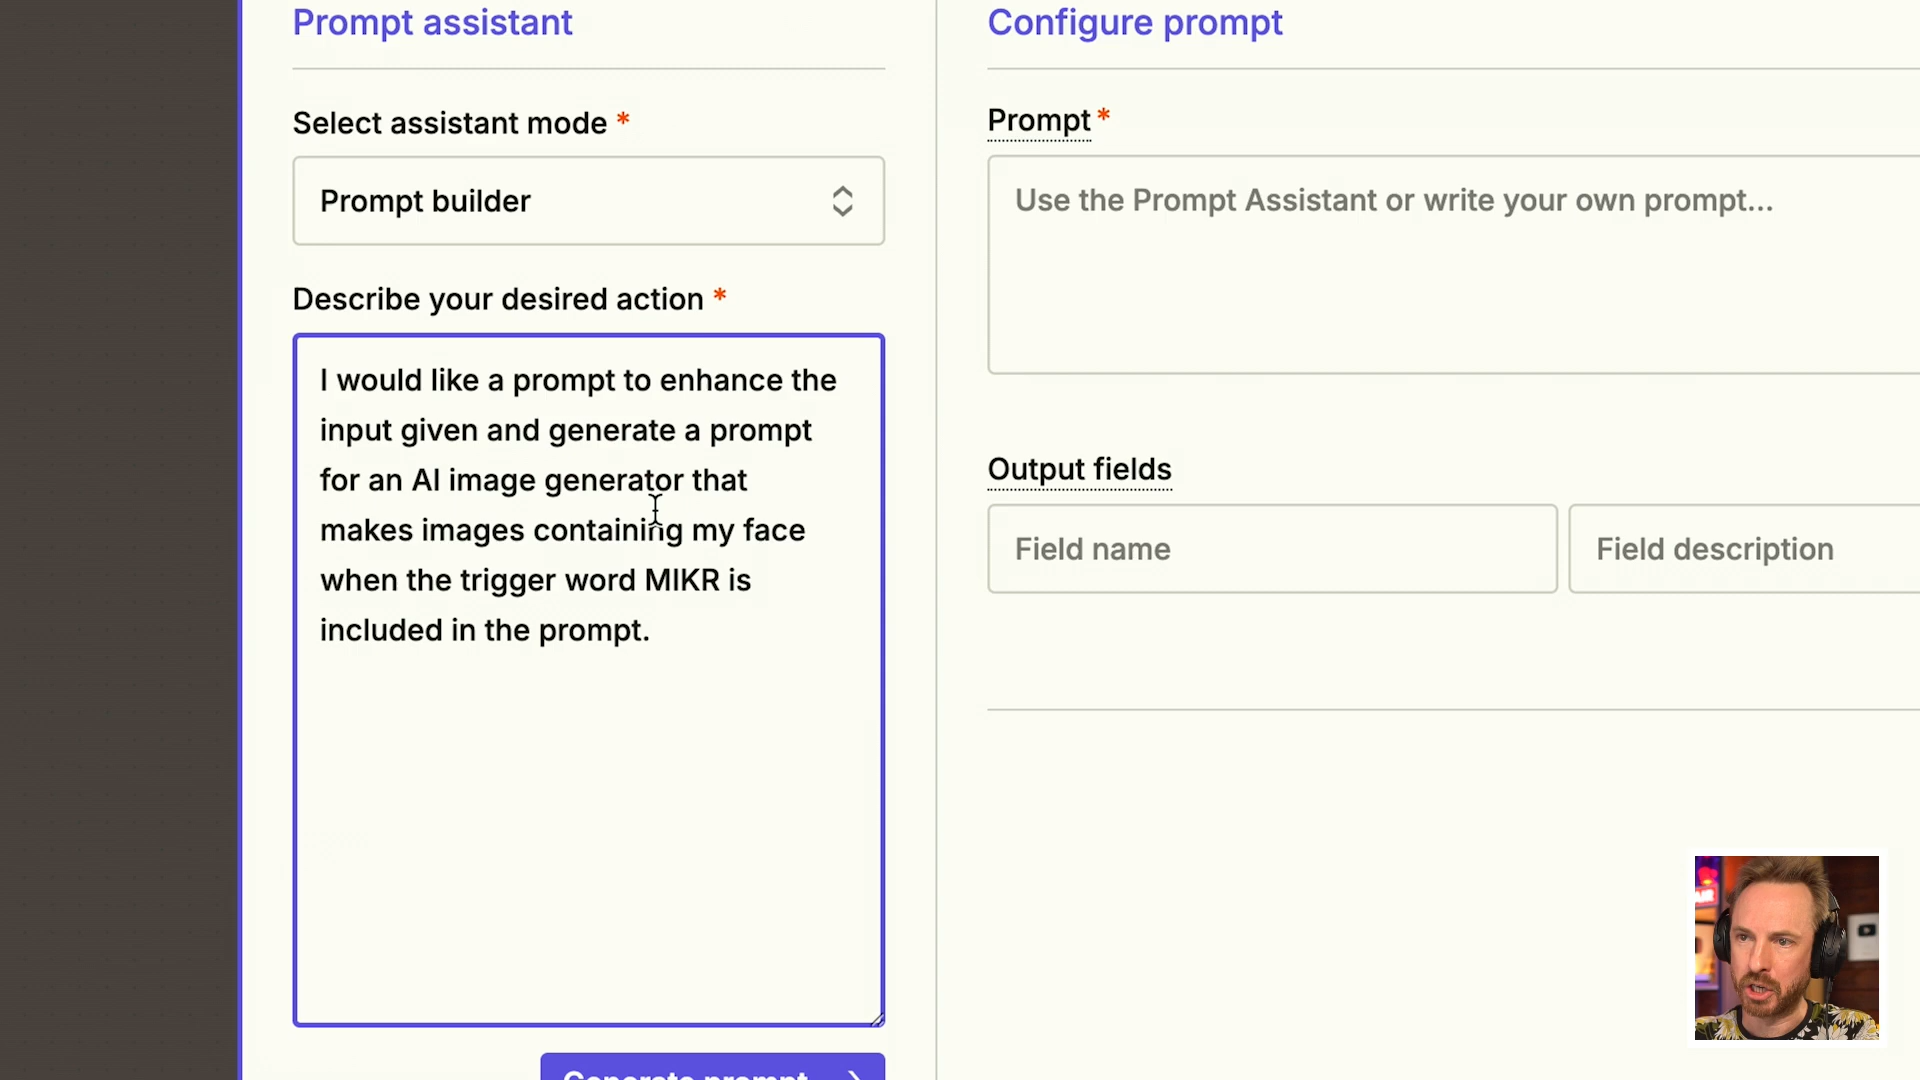 Prompt assistant
Configure prompt
Select assistant mode *
Prompt *
Prompt builder
Use the Prompt Assistant or write your own prompt...
Describe your desired action *
I would like a prompt to enhance the
input given and generate a prompt
for an AI image generator that
makes images containing my face
when the trigger word MIKR is
included in the prompt.
Output fields
Field name
Field description
Generate prompt